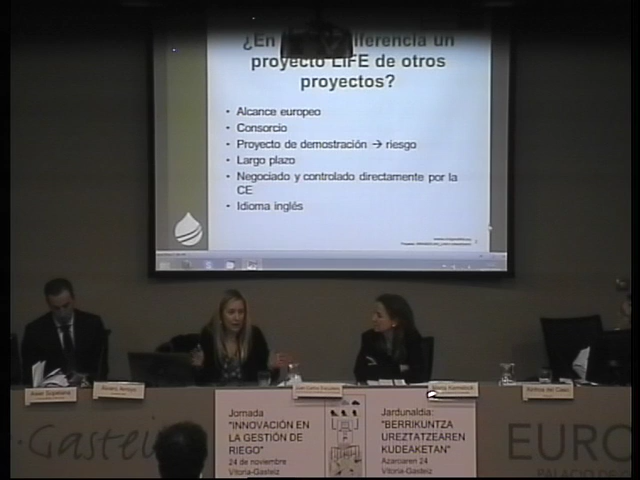 ¿En
diferencia un
proyecto LIFE de otros
proyectos?
• Alcance europeo
• Consorcio
• Proyecto de demostración → riesgo
• Largo plazo
• Negociado y controlado directamente por la
CE
• Idioma inglés
Jornada
"INNOVACIÓN EN
LA GESTIÓN DE
RIEGO"
24 de noviembre
Vitoria-Gasteiz
Jardunaldia:
"BERRIKUNTZA
UREZTATZEAREN
KUDEAKETAN"
Azaroaren 24
Vitoria-Gasteiz
Gasteiz
EURO
PALACIO DE